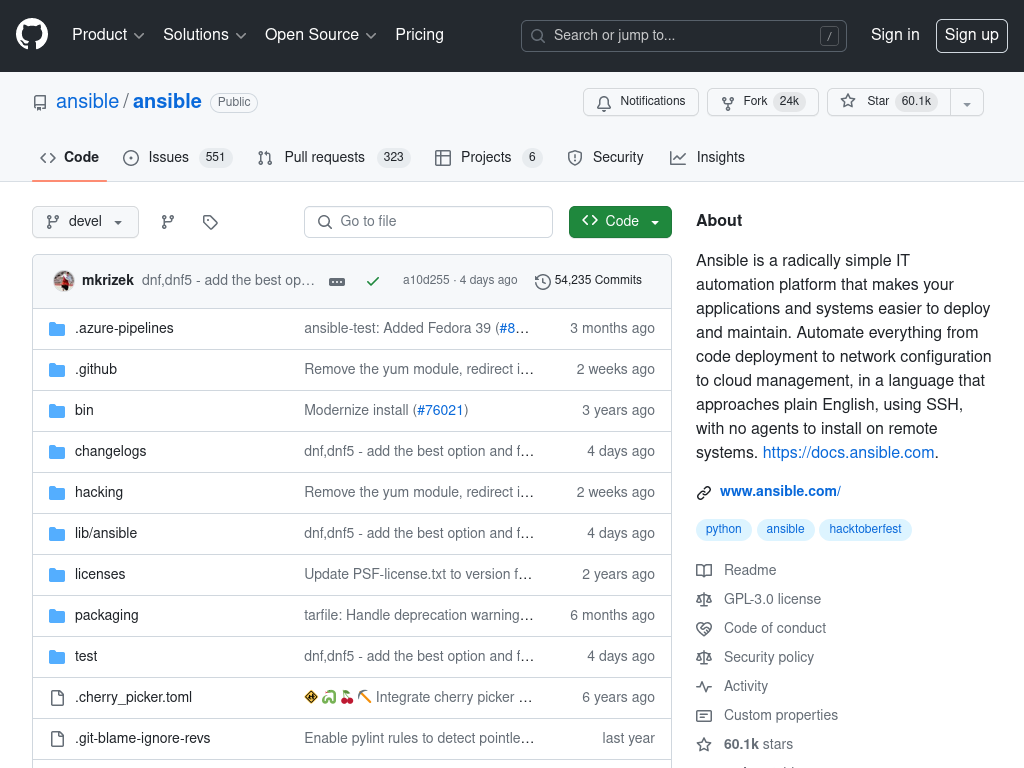 Product Solutions Open Source Pricing Search or jump to... / Sign in Sign up
ansible / ansible Public Notifications Fork 24k Star 60.1k
Code Issues 551 Pull requests 323 Projects 6 Security Insights
devel Go to file Code
mkrizek dnf,dnf5 - add the best op… a10d255 · 4 days ago 54,235 Commits
.azure-pipelines ansible-test: Added Fedora 39 (#8… 3 months ago
.github Remove the yum module, redirect i… 2 weeks ago
bin Modernize install (#76021) 3 years ago
changelogs dnf,dnf5 - add the best option and f… 4 days ago
hacking Remove the yum module, redirect i… 2 weeks ago
lib/ansible dnf,dnf5 - add the best option and f… 4 days ago
licenses Update PSF-license.txt to version f… 2 years ago
packaging tarfile: Handle deprecation warning… 6 months ago
test dnf,dnf5 - add the best option and f… 4 days ago
.cherry_picker.toml Integrate cherry picker … 6 years ago
.git-blame-ignore-revs Enable pylint rules to detect pointle… last year
About
Ansible is a radically simple IT
automation platform that makes your
applications and systems easier to deploy
and maintain. Automate everything from
code deployment to network configuration
to cloud management, in a language that
approaches plain English, using SSH,
with no agents to install on remote
systems. https://docs.ansible.com.
www.ansible.com/
python ansible hacktoberfest
Readme
GPL-3.0 license
Code of conduct
Security policy
Activity
Custom properties
60.1k stars